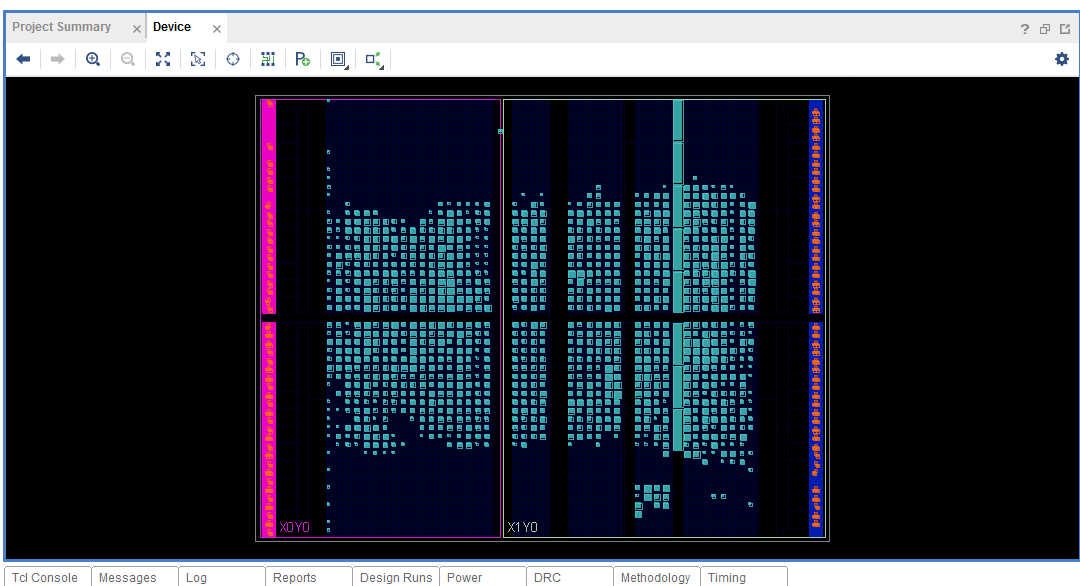 Project Summary
Device
X0Y0
X1Y0
Tcl Console
Messages
Log
Reports
Design Runs
Power
DRC
Methodology
Timing